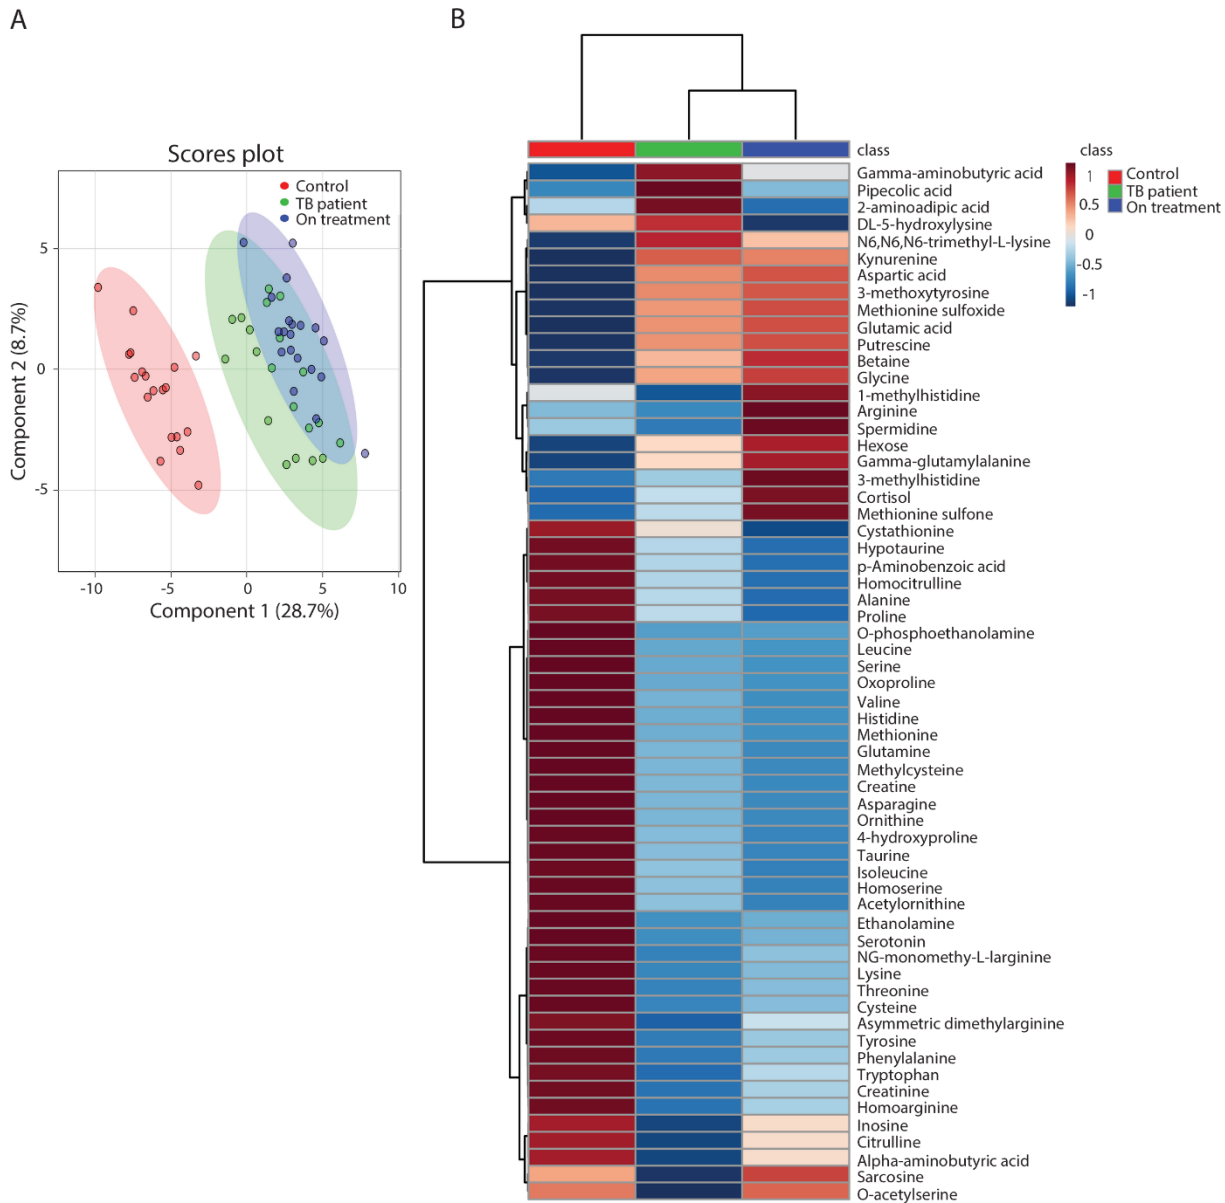 A
B
Scores plot
Control
TB patient
On treatment
5
0
-5
-10
-5
0
5
10
Component 1 (28.7%)
Component 2 (8.7%)
class
Gamma-aminobutyric acid
Pipecolic acid
2-aminoadipic acid
DL-5-hydroxylysine
N6,N6,N6-trimethyl-L-lysine
Kynurenine
Aspartic acid
3-methoxytyrosine
Methionine sulfoxide
Glutamic acid
Putrescine
Betaine
Glycine
1-methylhistidine
Arginine
Spermidine
Hexose
Gamma-glutamylalanine
3-methylhistidine
Cortisol
Methionine sulfone
Cystathionine
Hypotaurine
p-Aminobenzoic acid
Homocitrulline
Alanine
Proline
O-phosphoethanolamine
Leucine
Serine
Oxoproline
Valine
Histidine
Methionine
Glutamine
Methylcysteine
Creatine
Asparagine
Ornithine
4-hydroxyproline
Taurine
Isoleucine
Homoserine
Acetylornithine
Ethanolamine
Serotonin
NG-monomethy-L-larginine
Lysine
Threonine
Cysteine
Asymmetric dimethylarginine
Tyrosine
Phenylalanine
Tryptophan
Creatinine
Homoarginine
Inosine
Citrulline
Alpha-aminobutyric acid
Sarcosine
O-acetylserine
class
1
0.5
0
-0.5
-1
Control
TB patient
On treatment